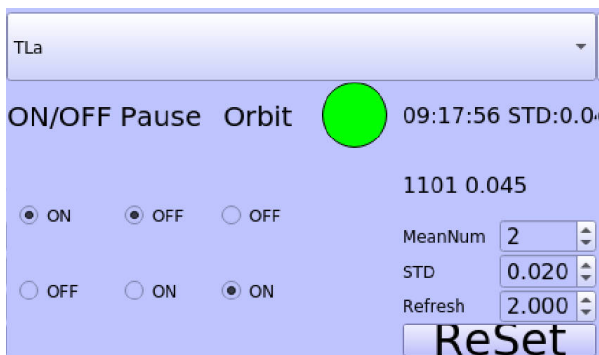 TLa
ON/OFF Pause Orbit 09:17:56 STD:0.04
1101 0.045
ON OFF OFF
MeanNum 2
STD 0.020
OFF ON ON
Refresh 2.000
ReSet